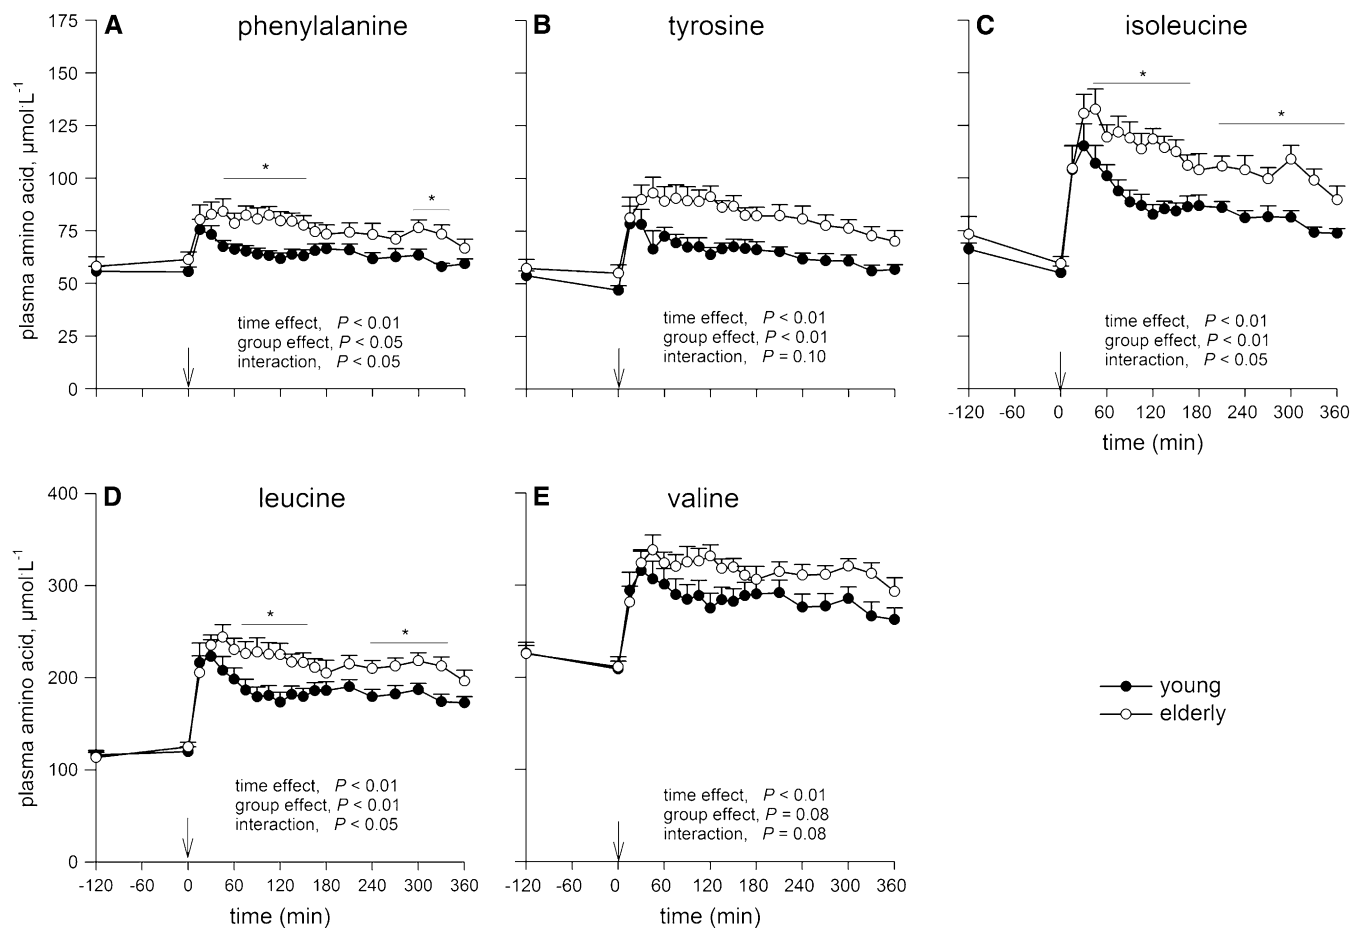 A phenylalanine
plasma amino acid, µmol·L-1
175
150
125
100
75
50
25
0
*
*
time effect, P < 0.01
group effect, P < 0.05
interaction, P < 0.05
B tyrosine
time effect, P < 0.01
group effect, P < 0.01
interaction, P = 0.10
C isoleucine
*
*
time effect, P < 0.01
group effect, P < 0.01
interaction, P < 0.05
-120 -60 0 60 120 180 240 300 360
time (min)
D leucine
plasma amino acid, µmol·L-1
400
300
200
100
0
*
*
time effect, P < 0.01
group effect, P < 0.01
interaction, P < 0.05
-120 0 60 120 180 240 300 360
time (min)
E valine
time effect, P < 0.01
group effect, P = 0.08
interaction, P = 0.08
-120 -60 0 60 120 180 240 300 360
time (min)
young
elderly